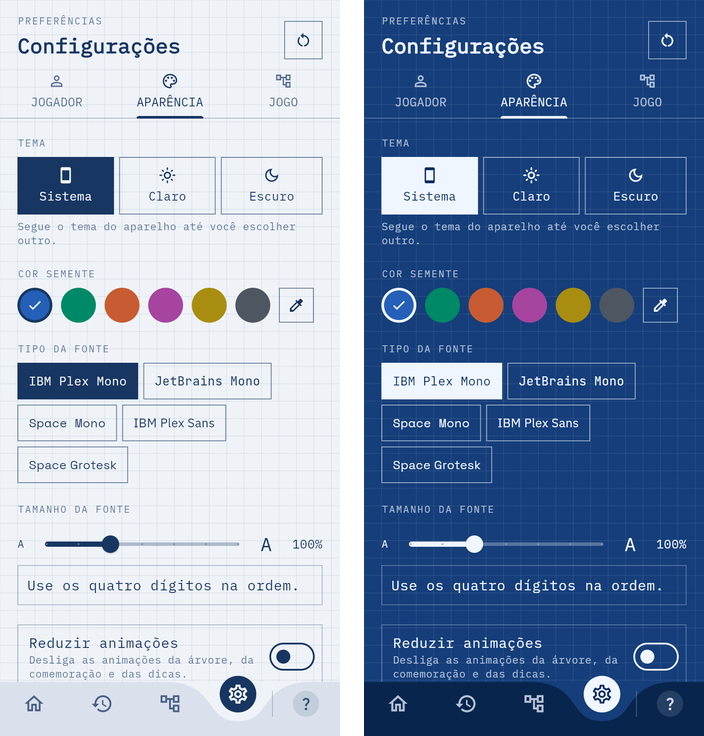 PREFERÊNCIAS
Configurações
JOGADOR APARÊNCIA JOGO
TEMA
Sistema Claro Escuro
Segue o tema do aparelho até você escolher
outro.
COR SEMENTE
TIPO DA FONTE
IBM Plex Mono JetBrains Mono
Space Mono IBM Plex Sans
Space Grotesk
TAMANHO DA FONTE
A A 100%
Use os quatro dígitos na ordem.
Reduzir animações
Desliga as animações da árvore, da
comemoração e das dicas.
?
PREFERÊNCIAS
Configurações
JOGADOR APARÊNCIA JOGO
TEMA
Sistema Claro Escuro
Segue o tema do aparelho até você escolher
outro.
COR SEMENTE
TIPO DA FONTE
IBM Plex Mono JetBrains Mono
Space Mono IBM Plex Sans
Space Grotesk
TAMANHO DA FONTE
A A 100%
Use os quatro dígitos na ordem.
Reduzir animações
Desliga as animações da árvore, da
comemoração e das dicas.
?